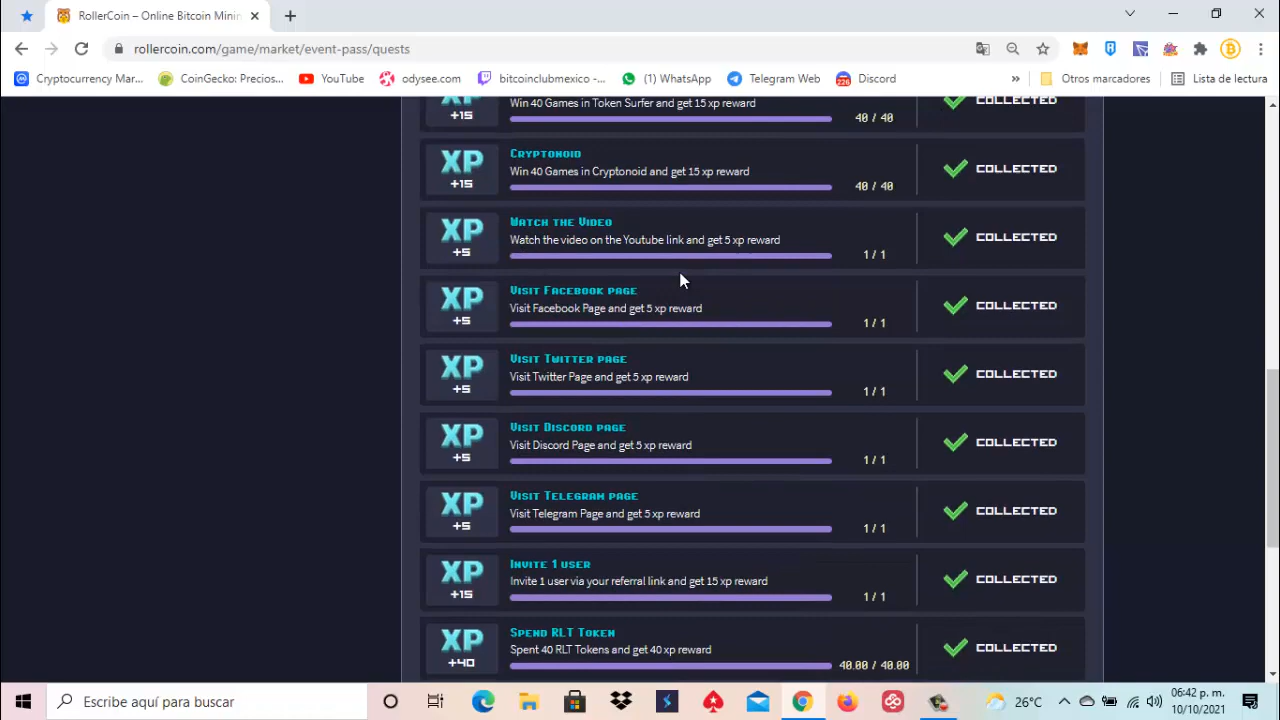 RollerCoin – Online Bitcoin Minin
rollercoin.com/game/market/event-pass/quests
Cryptocurrency Mar...
CoinGecko: Precios...
YouTube
odysee.com
bitcoinclubmexico -...
(1) WhatsApp
Telegram Web
226
Discord
»
Otros marcadores
Lista de lectura
XP
+15
Win 40 Games in Token Surfer and get 15 xp reward
40 / 40
COLLECTED
XP
+15
Cryptonoid
Win 40 Games in Cryptonoid and get 15 xp reward
40 / 40
COLLECTED
XP
+5
Watch the Video
Watch the video on the Youtube link and get 5 xp reward
1 / 1
COLLECTED
XP
+5
Visit Facebook page
Visit Facebook Page and get 5 xp reward
1 / 1
COLLECTED
XP
+5
Visit Twitter page
Visit Twitter Page and get 5 xp reward
1 / 1
COLLECTED
XP
+5
Visit Discord page
Visit Discord Page and get 5 xp reward
1 / 1
COLLECTED
XP
+5
Visit Telegram page
Visit Telegram Page and get 5 xp reward
1 / 1
COLLECTED
XP
+15
Invite 1 user
Invite 1 user via your referral link and get 15 xp reward
1 / 1
COLLECTED
XP
+40
Spend RLT Token
Spent 40 RLT Tokens and get 40 xp reward
40.00 / 40.00
COLLECTED
Escribe aquí para buscar
26°C
06:42 p. m.
10/10/2021